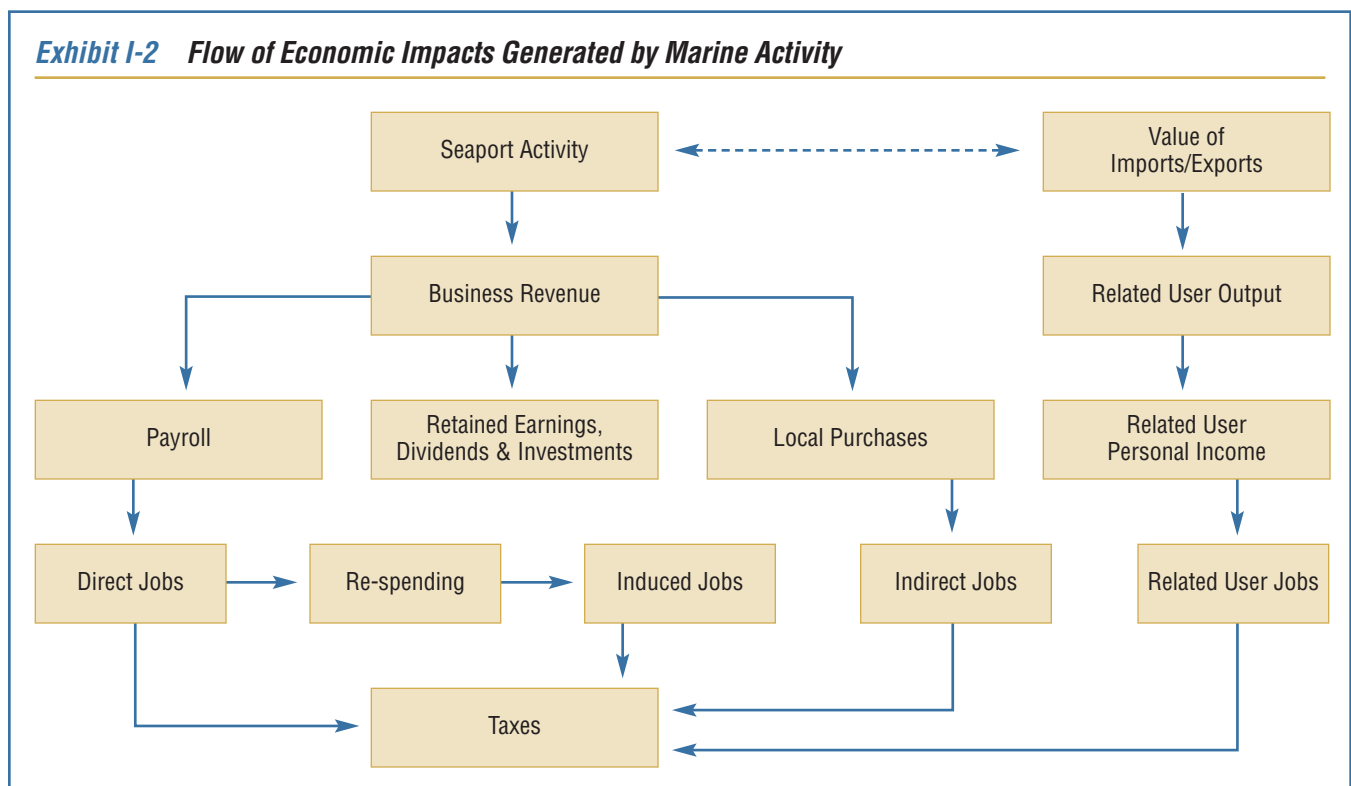 Exhibit I-2 Flow of Economic Impacts Generated by Marine Activity
Seaport Activity
Value of
Imports/Exports
Business Revenue
Related User Output
Payroll
Retained Earnings,
Dividends & Investments
Local Purchases
Related User
Personal Income
Direct Jobs
Re-spending
Induced Jobs
Indirect Jobs
Related User Jobs
Taxes